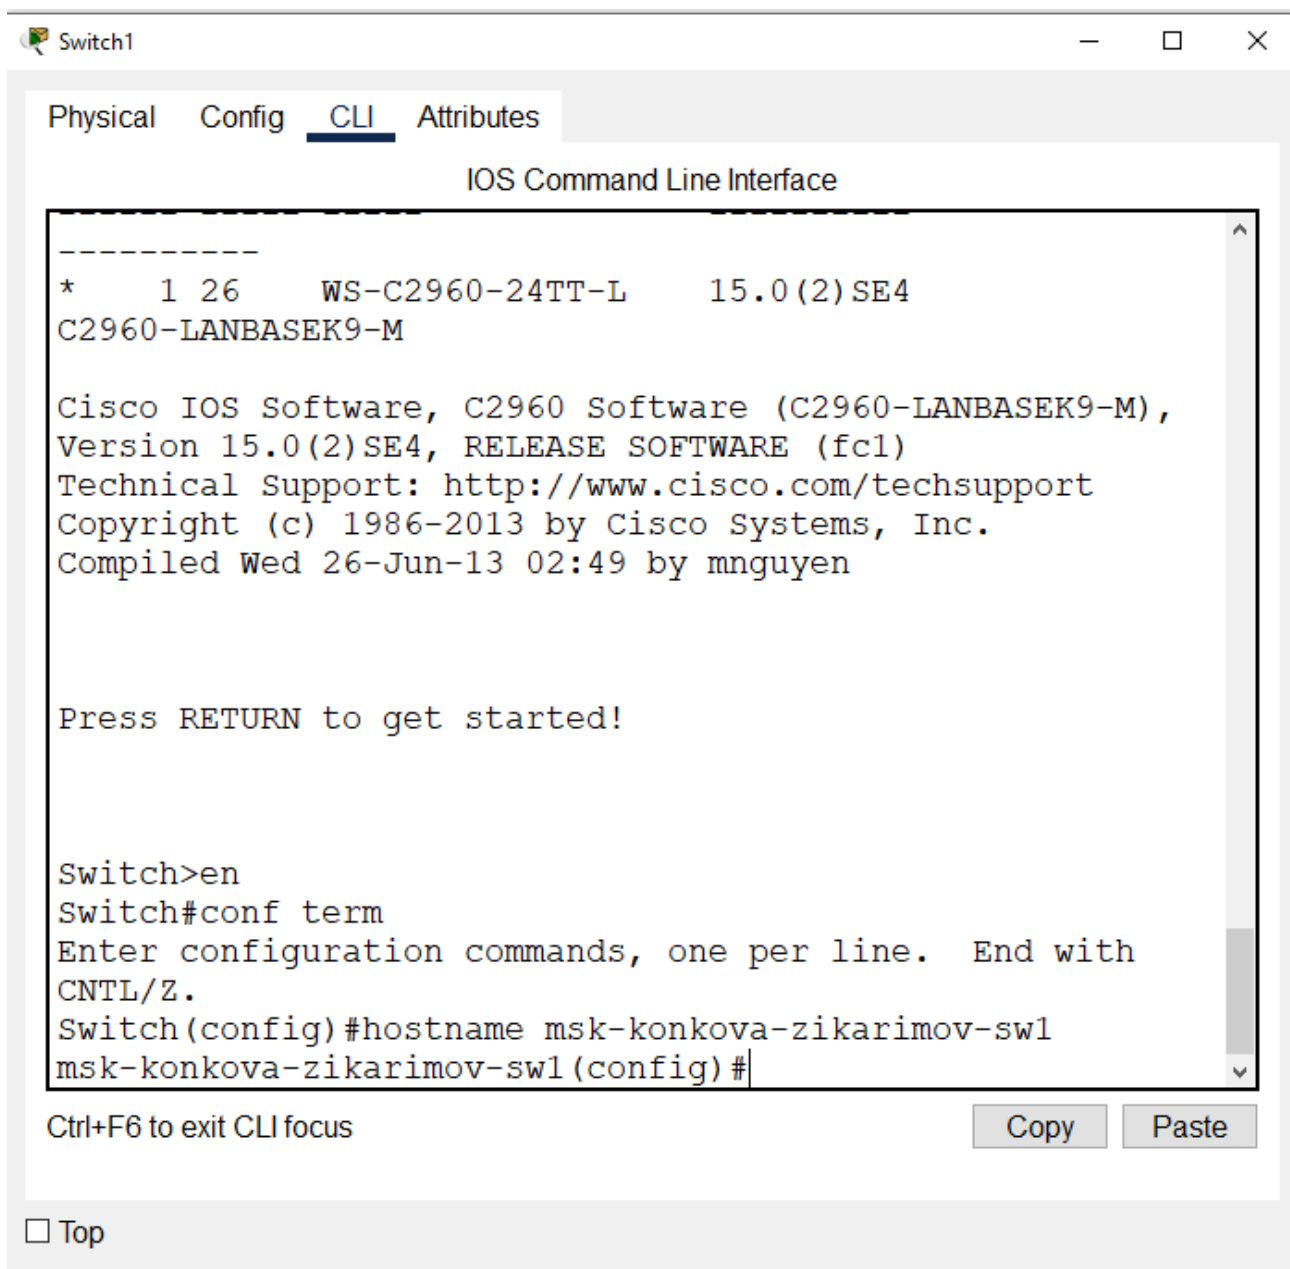 Switch1
Physical Config CLI Attributes
IOS Command Line Interface
----------
* 1 26 WS-C2960-24TT-L 15.0(2)SE4
C2960-LANBASEK9-M
Cisco IOS Software, C2960 Software (C2960-LANBASEK9-M),
Version 15.0(2)SE4, RELEASE SOFTWARE (fc1)
Technical Support: http://www.cisco.com/techsupport
Copyright (c) 1986-2013 by Cisco Systems, Inc.
Compiled Wed 26-Jun-13 02:49 by mnguyen
Press RETURN to get started!
Switch>en
Switch#conf term
Enter configuration commands, one per line.  End with
CNTL/Z.
Switch(config)#hostname msk-konkova-zikarimov-sw1
msk-konkova-zikarimov-sw1(config)#
Ctrl+F6 to exit CLI focus
Copy Paste
Top